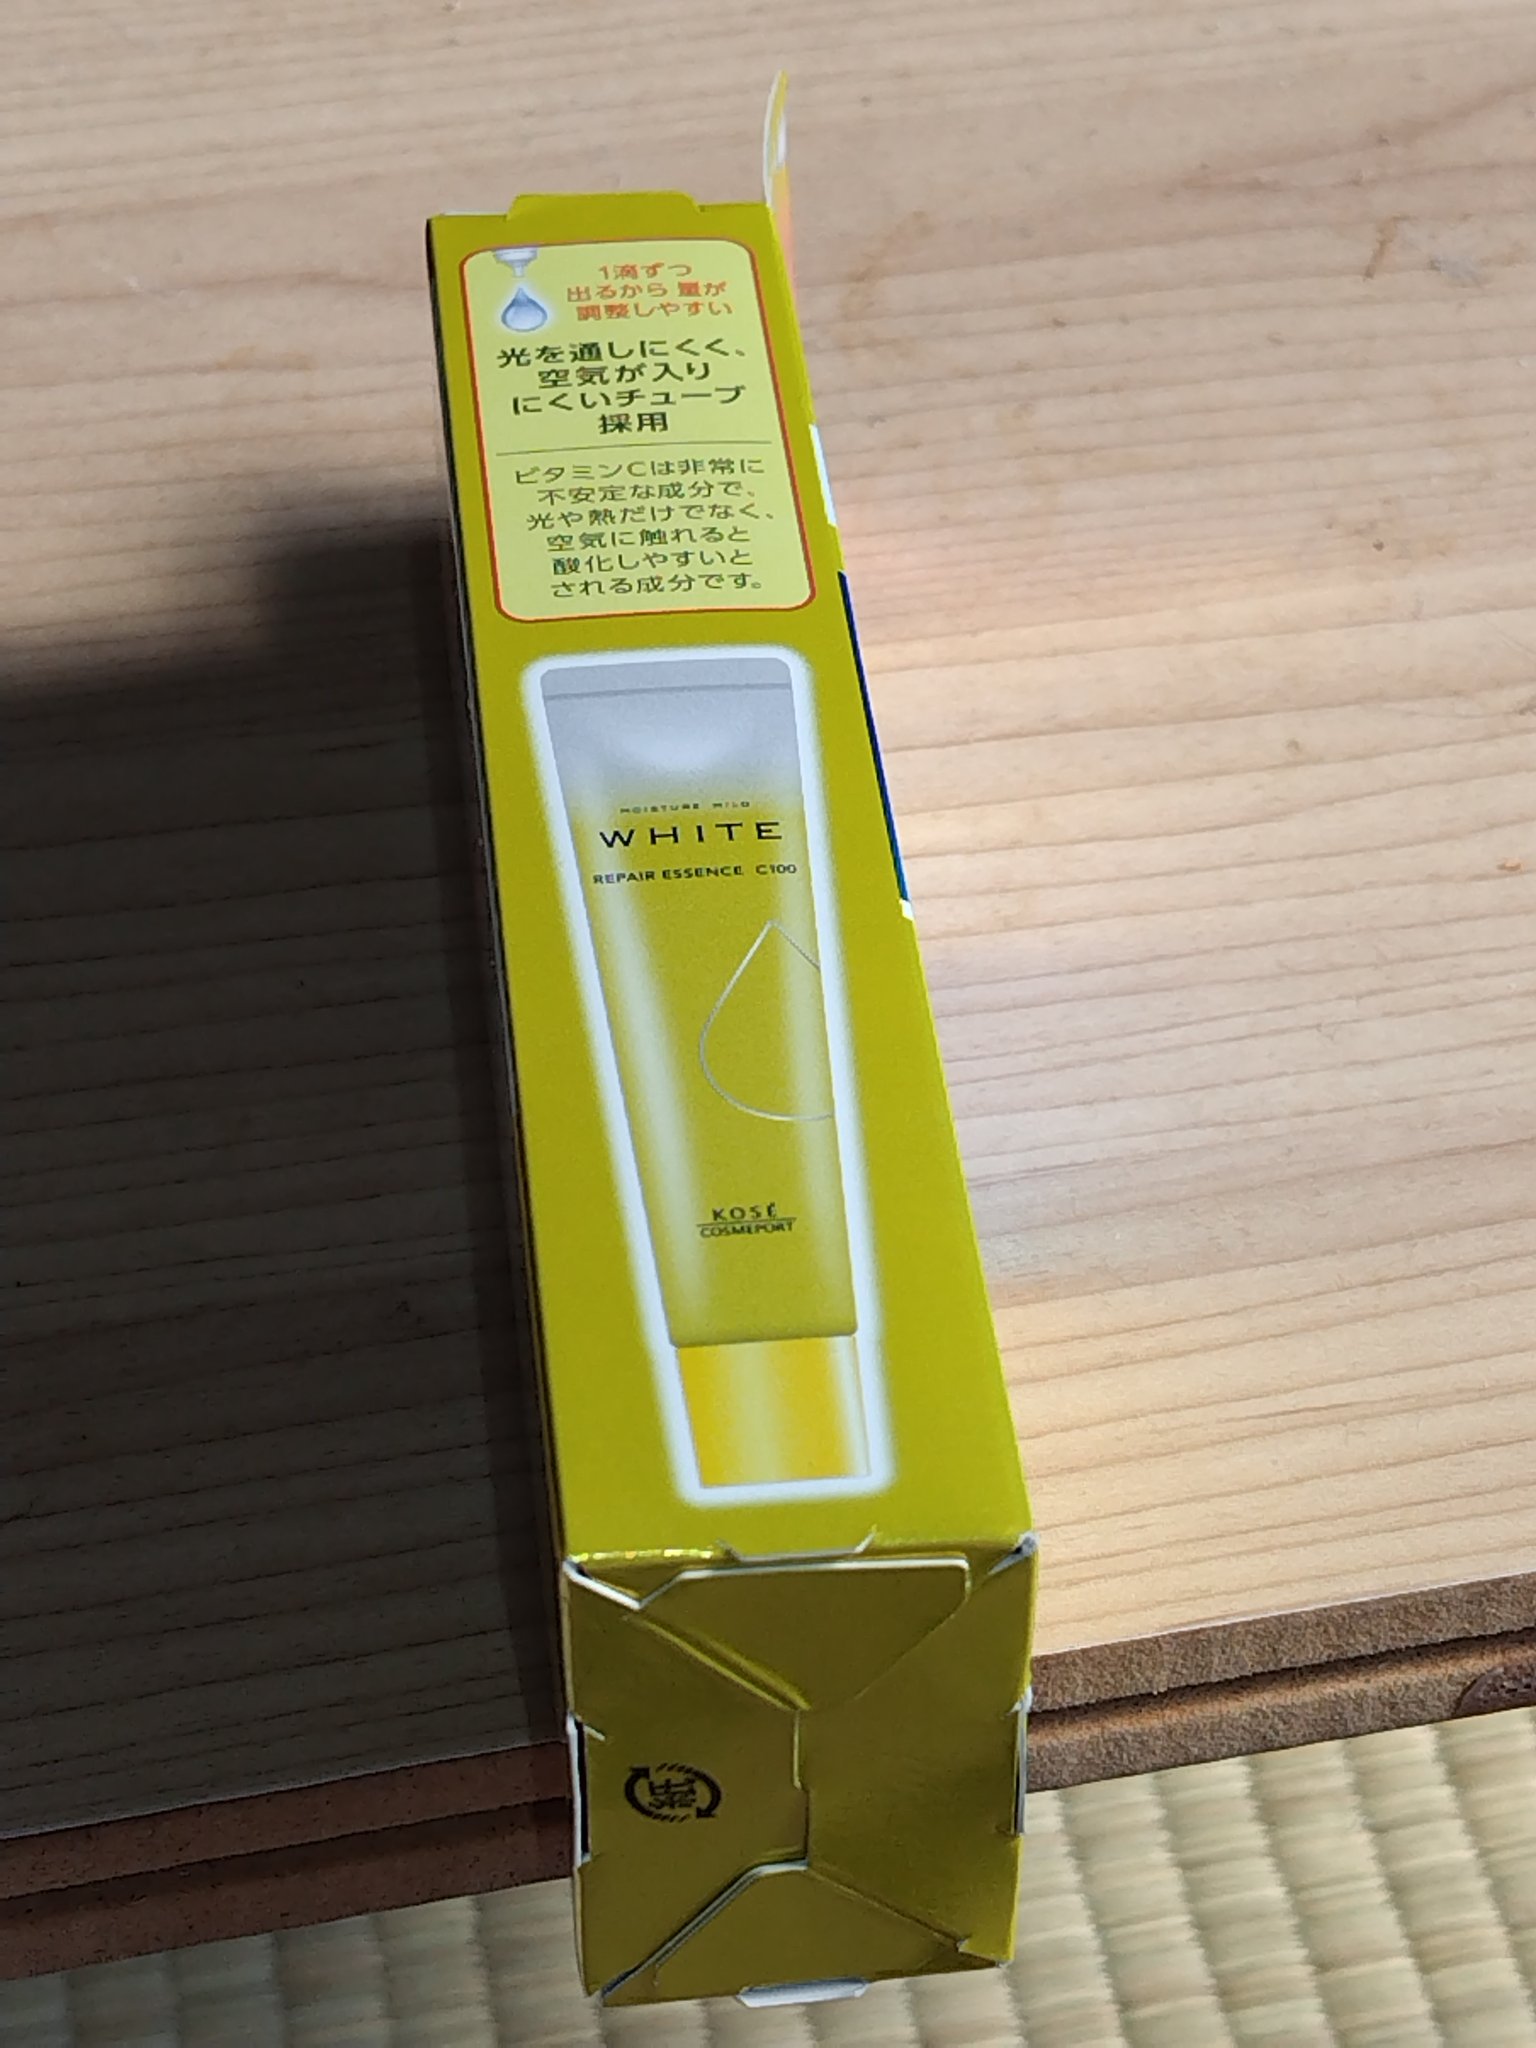 1滴ずつ
出るから 量が
調整しやすい
光を通しにくく、
空気が入り
にくいチューブ
採用
ビタミンCは非常に
不安定な成分で、
光や熱だけでなく、
空気に触れると
酸化しやすいと
される成分です。
MOISTURE MILD
WHITE
REPAIR ESSENCE C100
KOSÉ
COSMEPORT